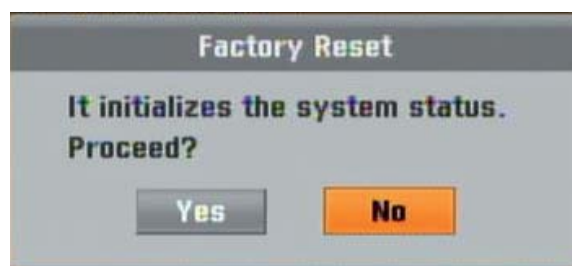 Factory Reset
It initializes the system status.
Proceed?
Yes No